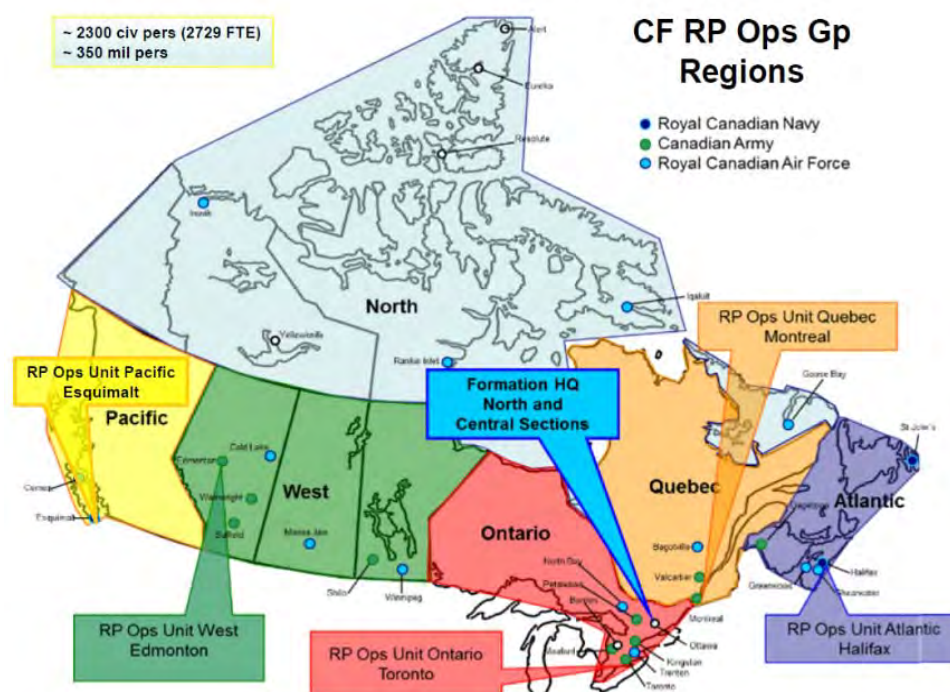 ~ 2300 civ pers (2729 FTE)
~ 350 mil pers
CF RP Ops Gp
Regions
Royal Canadian Navy
Canadian Army
Royal Canadian Air Force
Alert
Eureka
Resolute
Inuvik
North
Iqaluit
Yellowknife
Rankin Inlet
RP Ops Unit Quebec
Montreal
RP Ops Unit Pacific
Esquimalt
Pacific
Formation HQ
North and
Central Sections
Goose Bay
St John's
Cold Lake
Edmonton
West
Quebec
Atlantic
Comox
Wainwright
Gagetown
Esquimalt
Suffield
Moose Jaw
Ontario
Bagotville
North Bay
Shilo
Winnipeg
Petawawa
Valcartier
Halifax
Greenwood
Shearwater
Borden
Montreal
RP Ops Unit West
Edmonton
RP Ops Unit Ontario
Toronto
Meaford
Ottawa
Kingston
Trenton
Toronto
RP Ops Unit Atlantic
Halifax